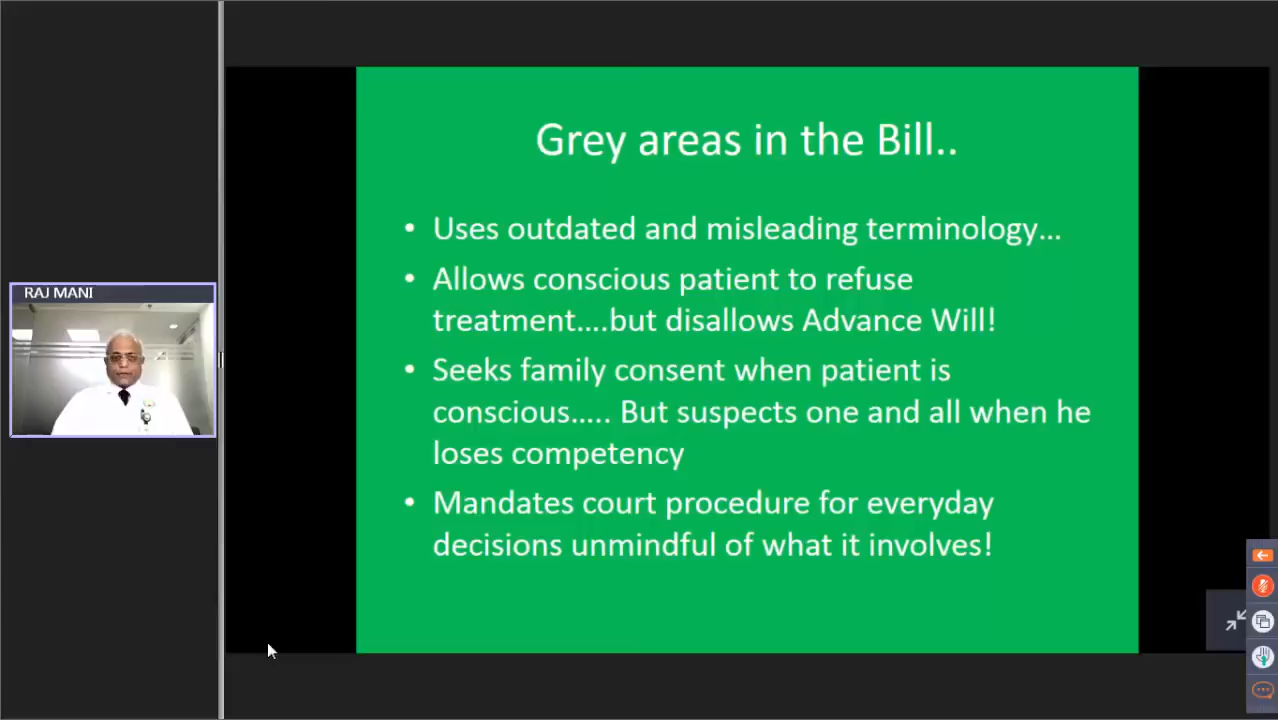 RAJ MANI
Grey areas in the Bill..
• Uses outdated and misleading terminology...
• Allows conscious patient to refuse
treatment....but disallows Advance Will!
• Seeks family consent when patient is
conscious..... But suspects one and all when he
loses competency
• Mandates court procedure for everyday
decisions unmindful of what it involves!